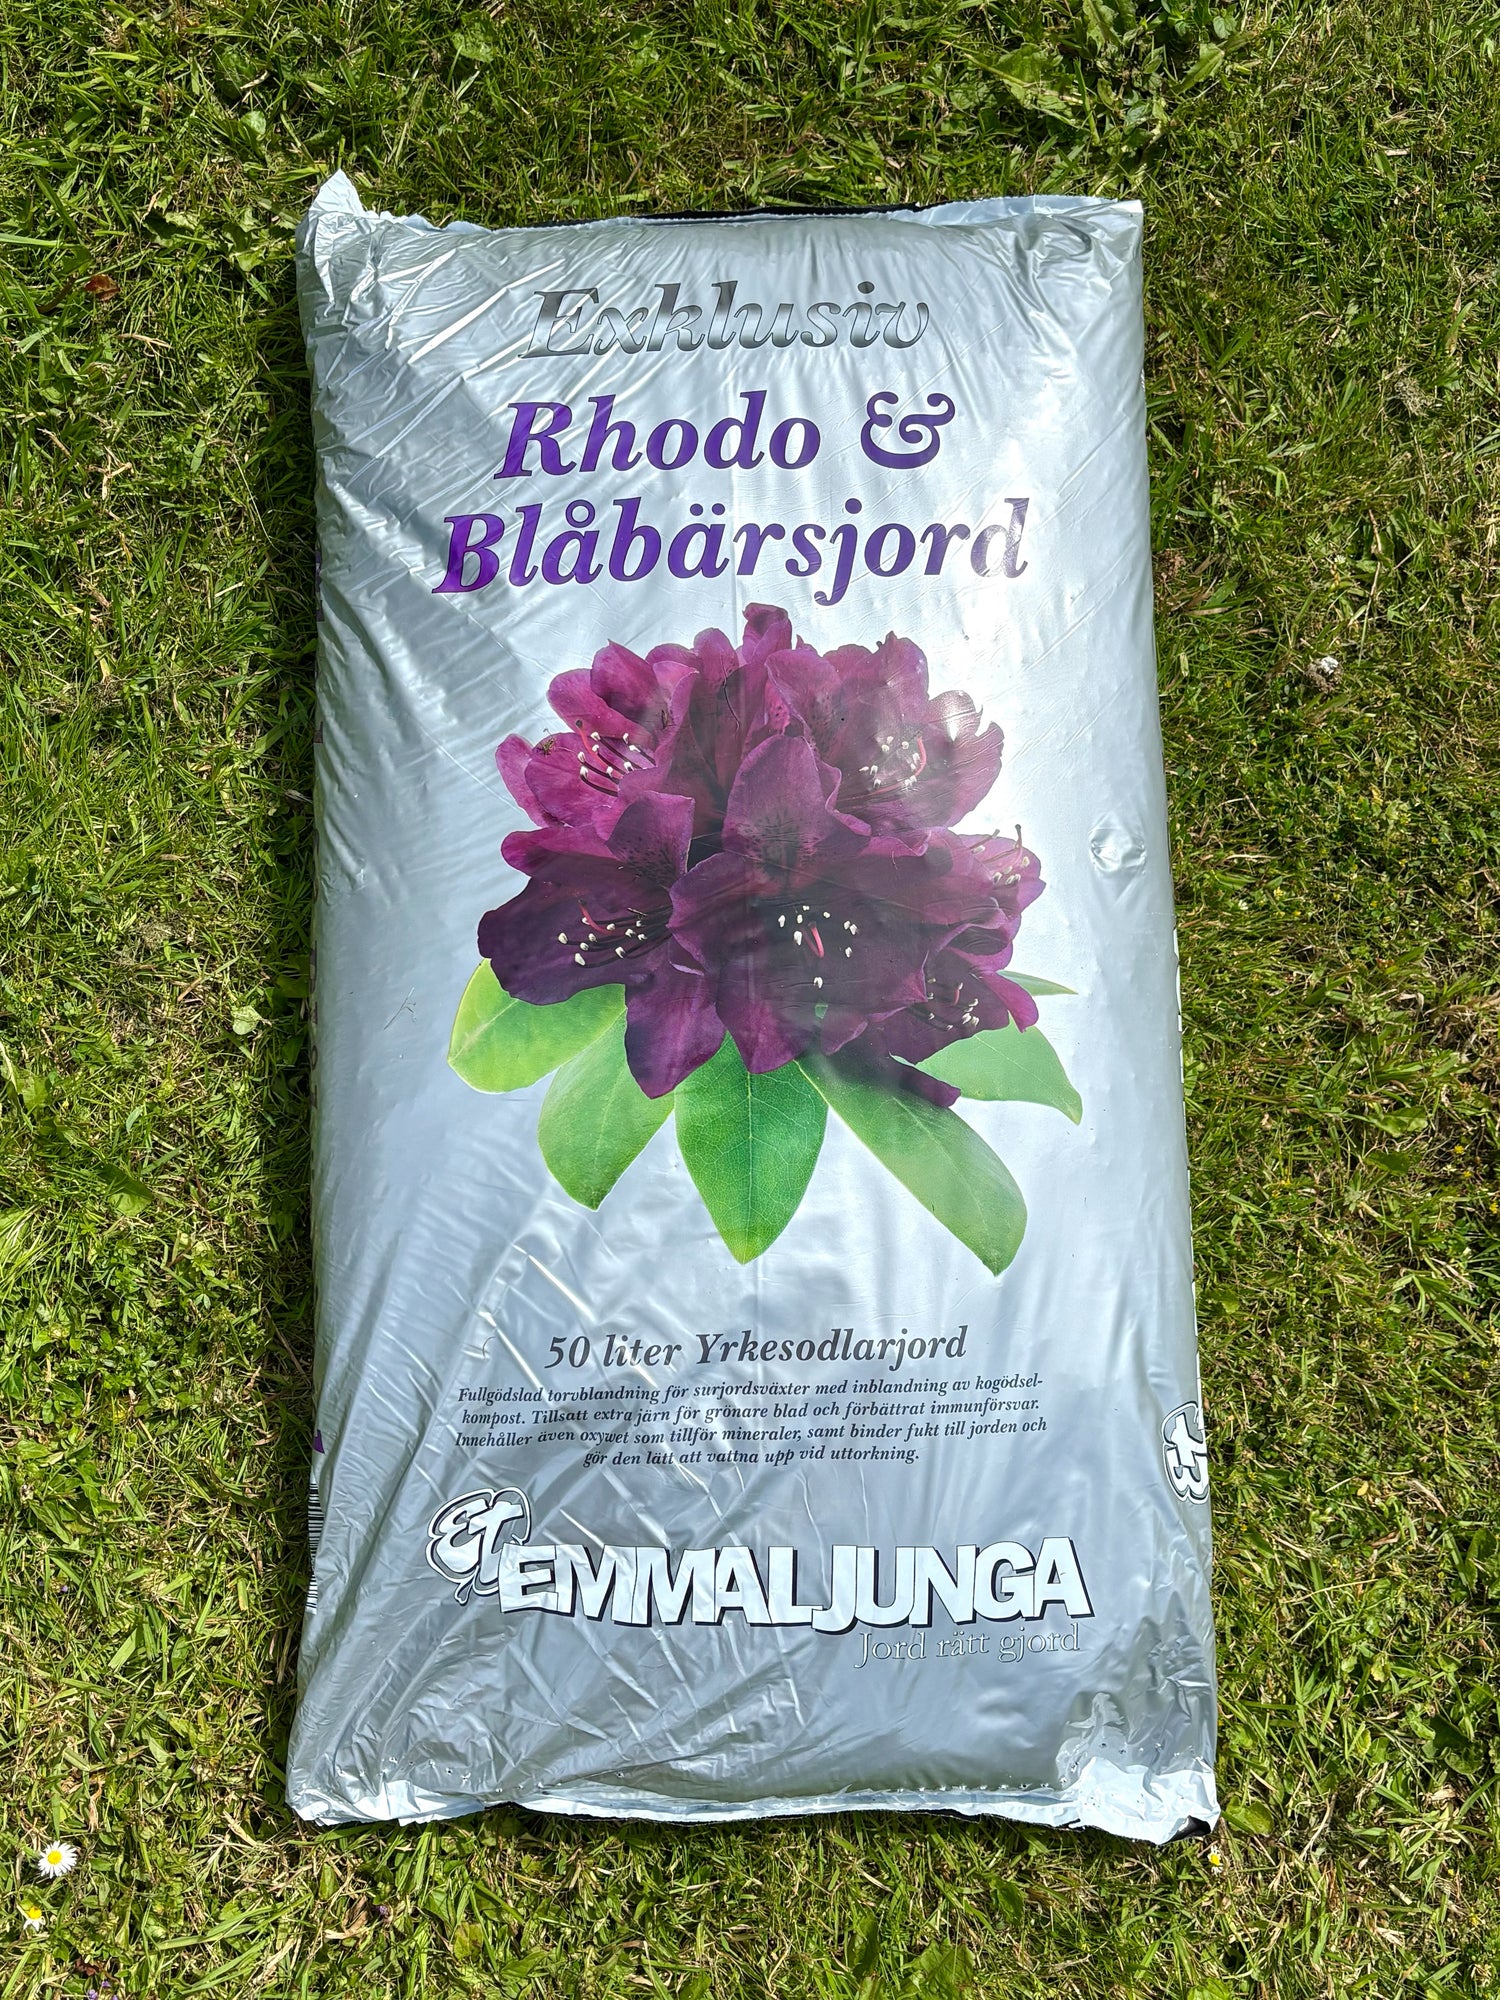 Exklusiv
Rhodo &
Blåbärsjord
50 liter Yrkesodlarjord
Fullgödslad torvblandning för surjordsväxter med inblandning av kogödsel-
kompost. Tillsatt extra järn för grönare blad och förbättrat immunförsvar.
Innehåller även oxywet som tillför mineraler, samt binder fukt till jorden och
gör den lätt att vattna upp vid uttorkning.
ET EMMALJUNGA
Jord rätt gjord